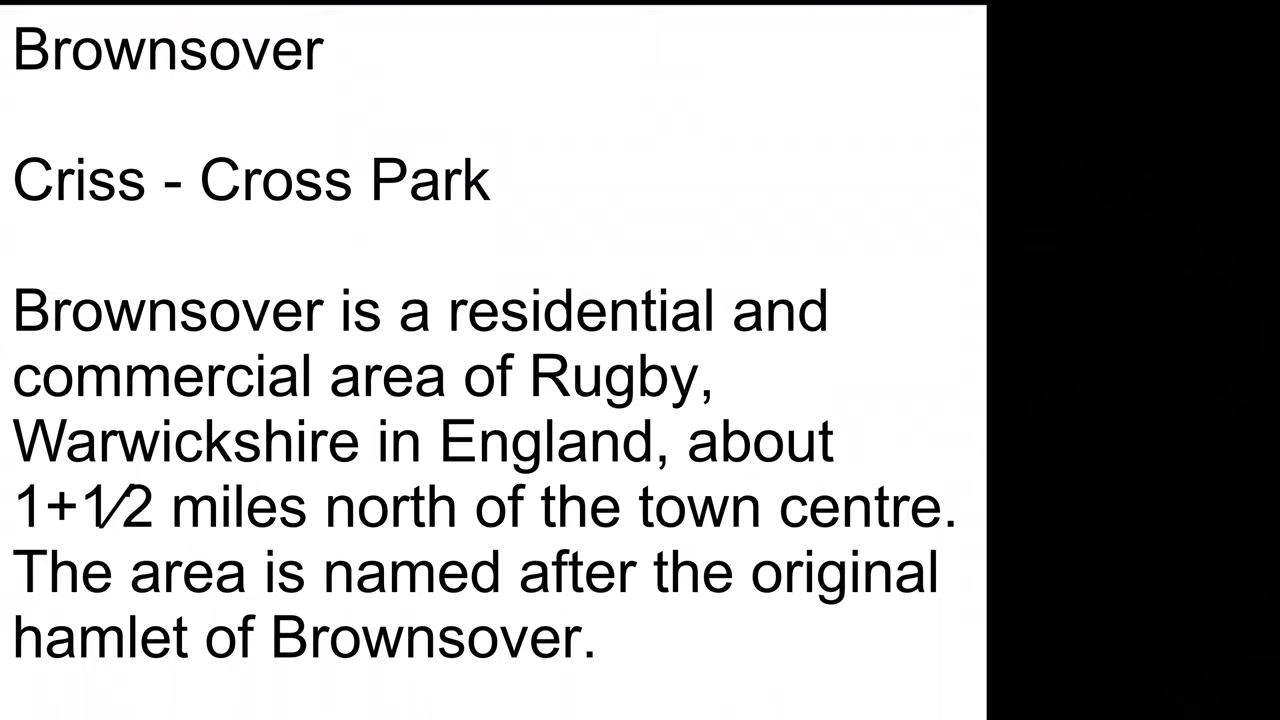 Brownsover
Criss - Cross Park
Brownsover is a residential and
commercial area of Rugby,
Warwickshire in England, about
1+1⁄2 miles north of the town centre.
The area is named after the original
hamlet of Brownsover.